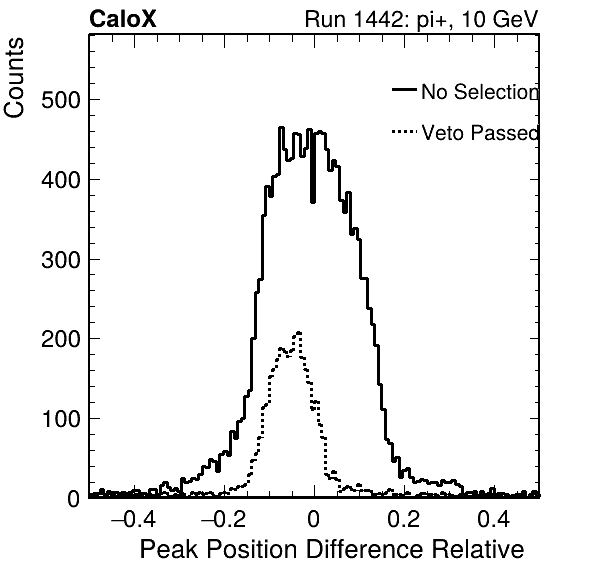 CaloX Run 1442: pi+, 10 GeV
Counts
No Selection
Veto Passed
500
400
300
200
100
0
−0.4 −0.2 0 0.2 0.4
Peak Position Difference Relative